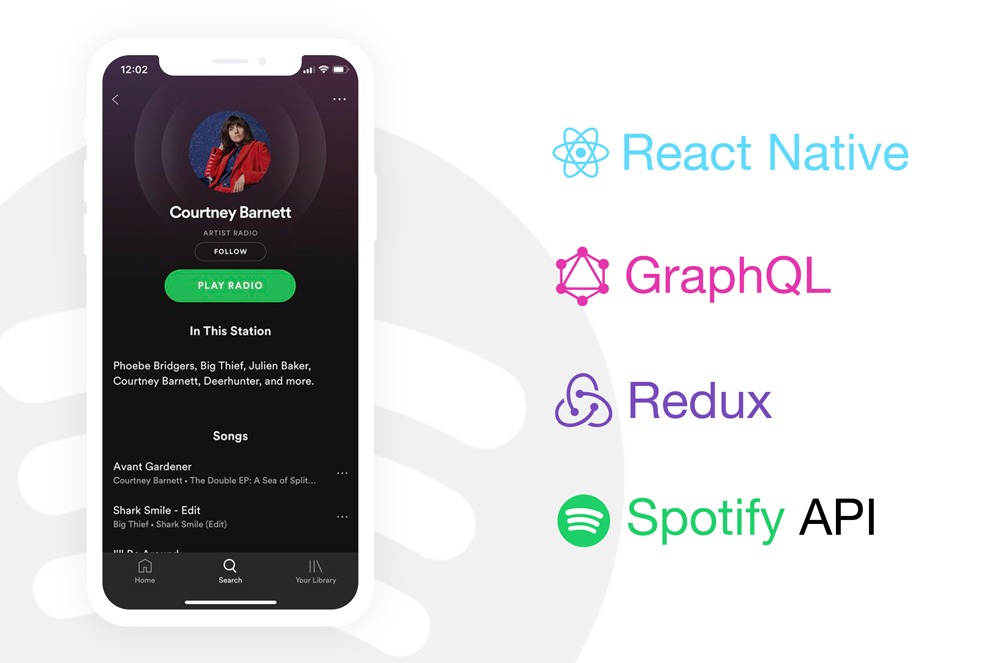 12:02
Courtney Barnett
ARTIST RADIO
FOLLOW
PLAY RADIO
In This Station
Phoebe Bridgers, Big Thief, Julien Baker,
Courtney Barnett, Deerhunter, and more.
Songs
Avant Gardener
Courtney Barnett • The Double EP: A Sea of Split...
Shark Smile - Edit
Big Thief • Shark Smile (Edit)
Home
Search
Your Library
React Native
GraphQL
Redux
Spotify API